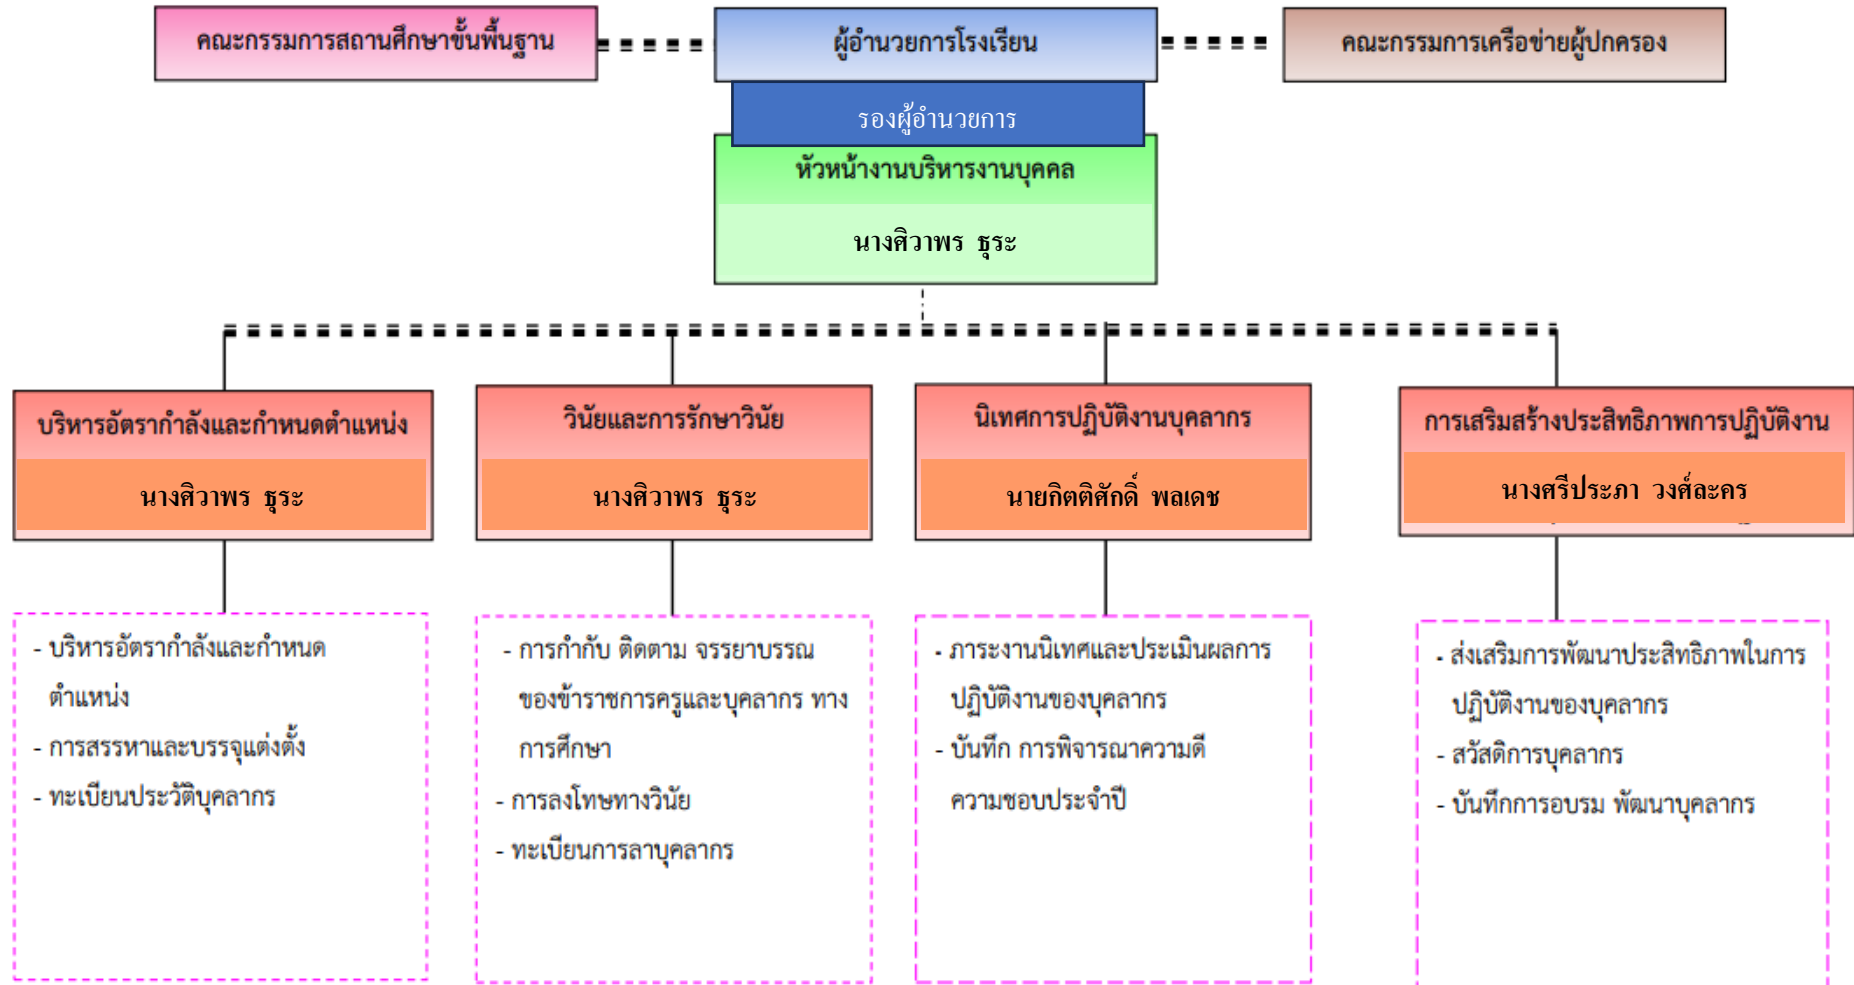 คณะกรรมการสถานศึกษาขั้นพื้นฐาน
ผู้อำนวยการโรงเรียน
คณะกรรมการเครือข่ายผู้ปกครอง
รองผู้อำนวยการ
หัวหน้างานบริหารงานบุคคล
นางศิวาพร ธุระ
บริหารอัตรากำลังและกำหนดตำแหน่ง
นางศิวาพร ธุระ
วินัยและการรักษาวินัย
นางศิวาพร ธุระ
นิเทศการปฏิบัติงานบุคลากร
นายกิตติศักดิ์ พลเดช
การเสริมสร้างประสิทธิภาพการปฏิบัติงาน
นางศรีประภา วงศ์ละคร
- บริหารอัตรากำลังและกำหนด
ตำแหน่ง
- การสรรหาและบรรจุแต่งตั้ง
- ทะเบียนประวัติบุคลากร
- การกำกับ ติดตาม จรรยาบรรณ
ของข้าราชการครูและบุคลากร ทาง
การศึกษา
- การลงโทษทางวินัย
- ทะเบียนการลาบุคลากร
- ภาระงานนิเทศและประเมินผลการ
ปฏิบัติงานของบุคลากร
- บันทึก การพิจารณาความดี
ความชอบประจำปี
- ส่งเสริมการพัฒนาประสิทธิภาพในการ
ปฏิบัติงานของบุคลากร
- สวัสดิการบุคลากร
- บันทึกการอบรม พัฒนาบุคลากร